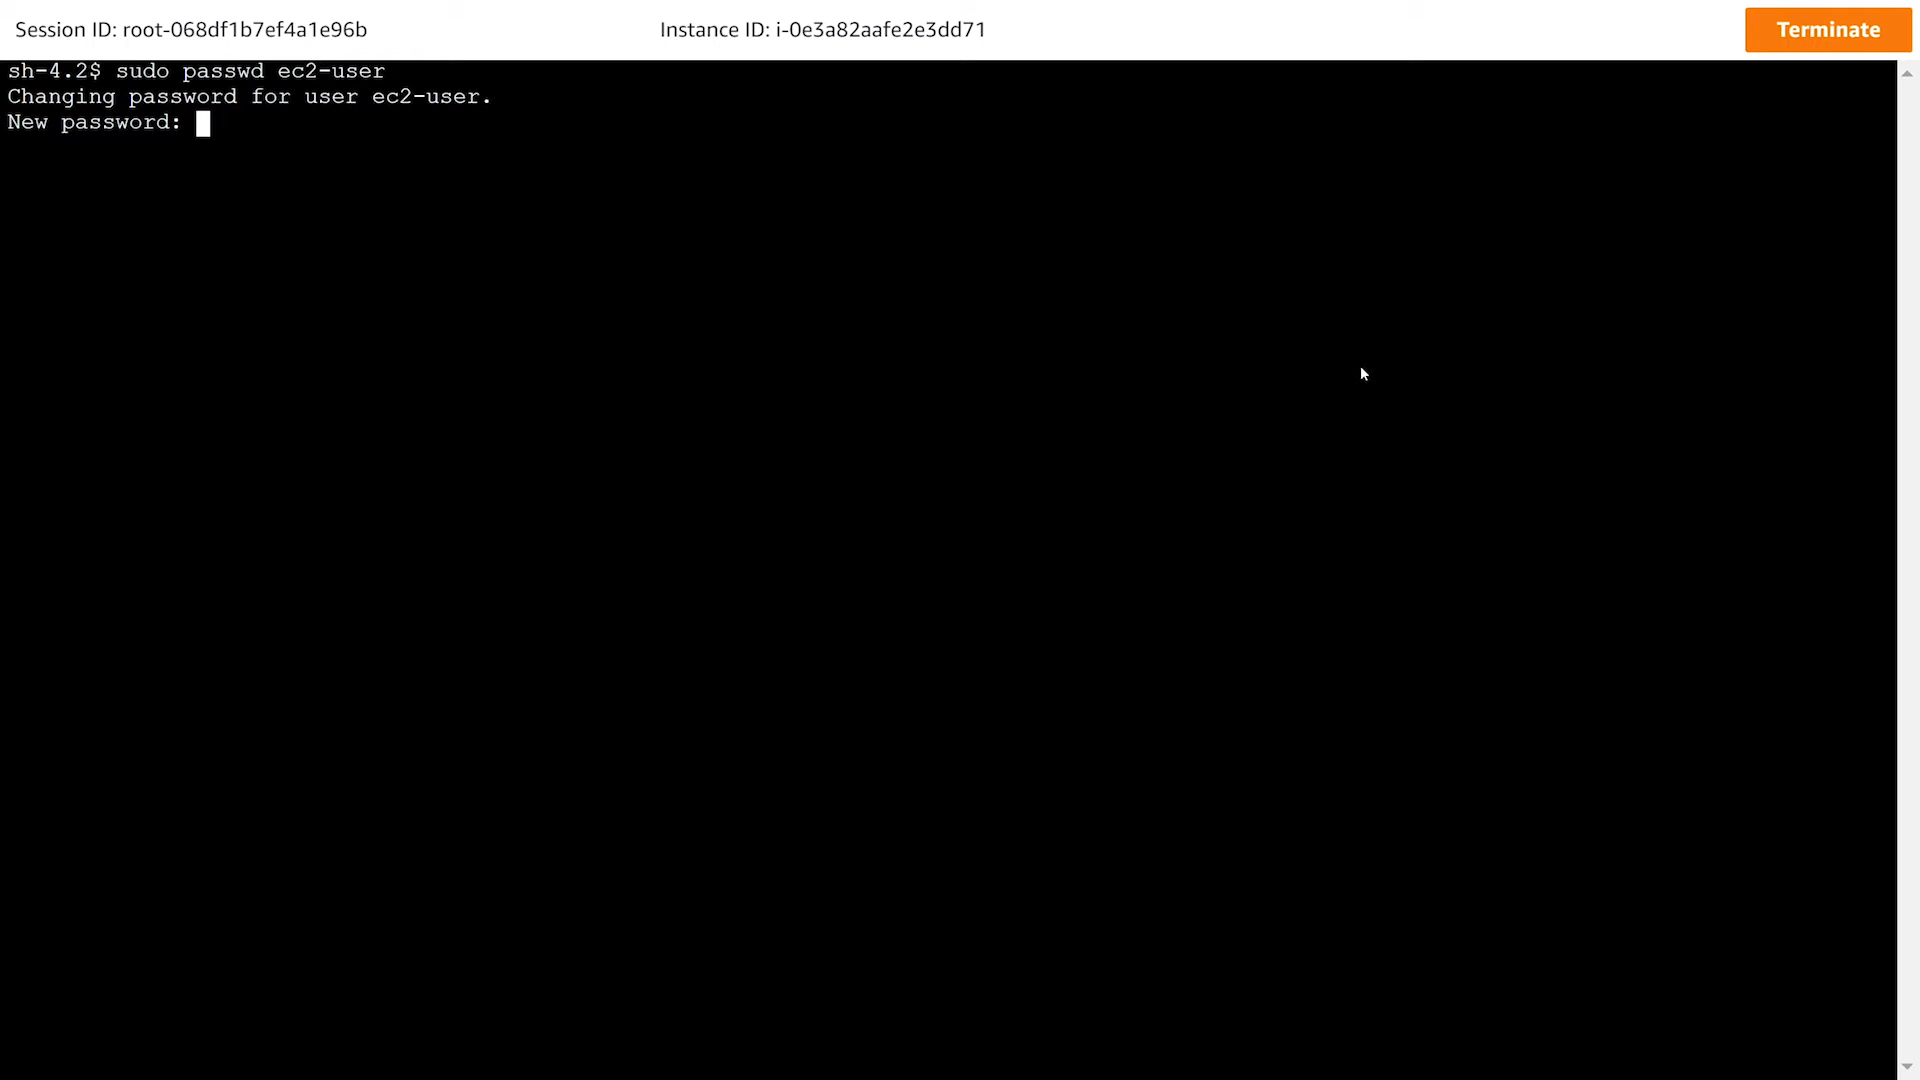 Session ID: root-068df1b7ef4a1e96b
Instance ID: i-0e3a82aafe2e3dd71
Terminate
sh-4.2$ sudo passwd ec2-user
Changing password for user ec2-user.
New password: